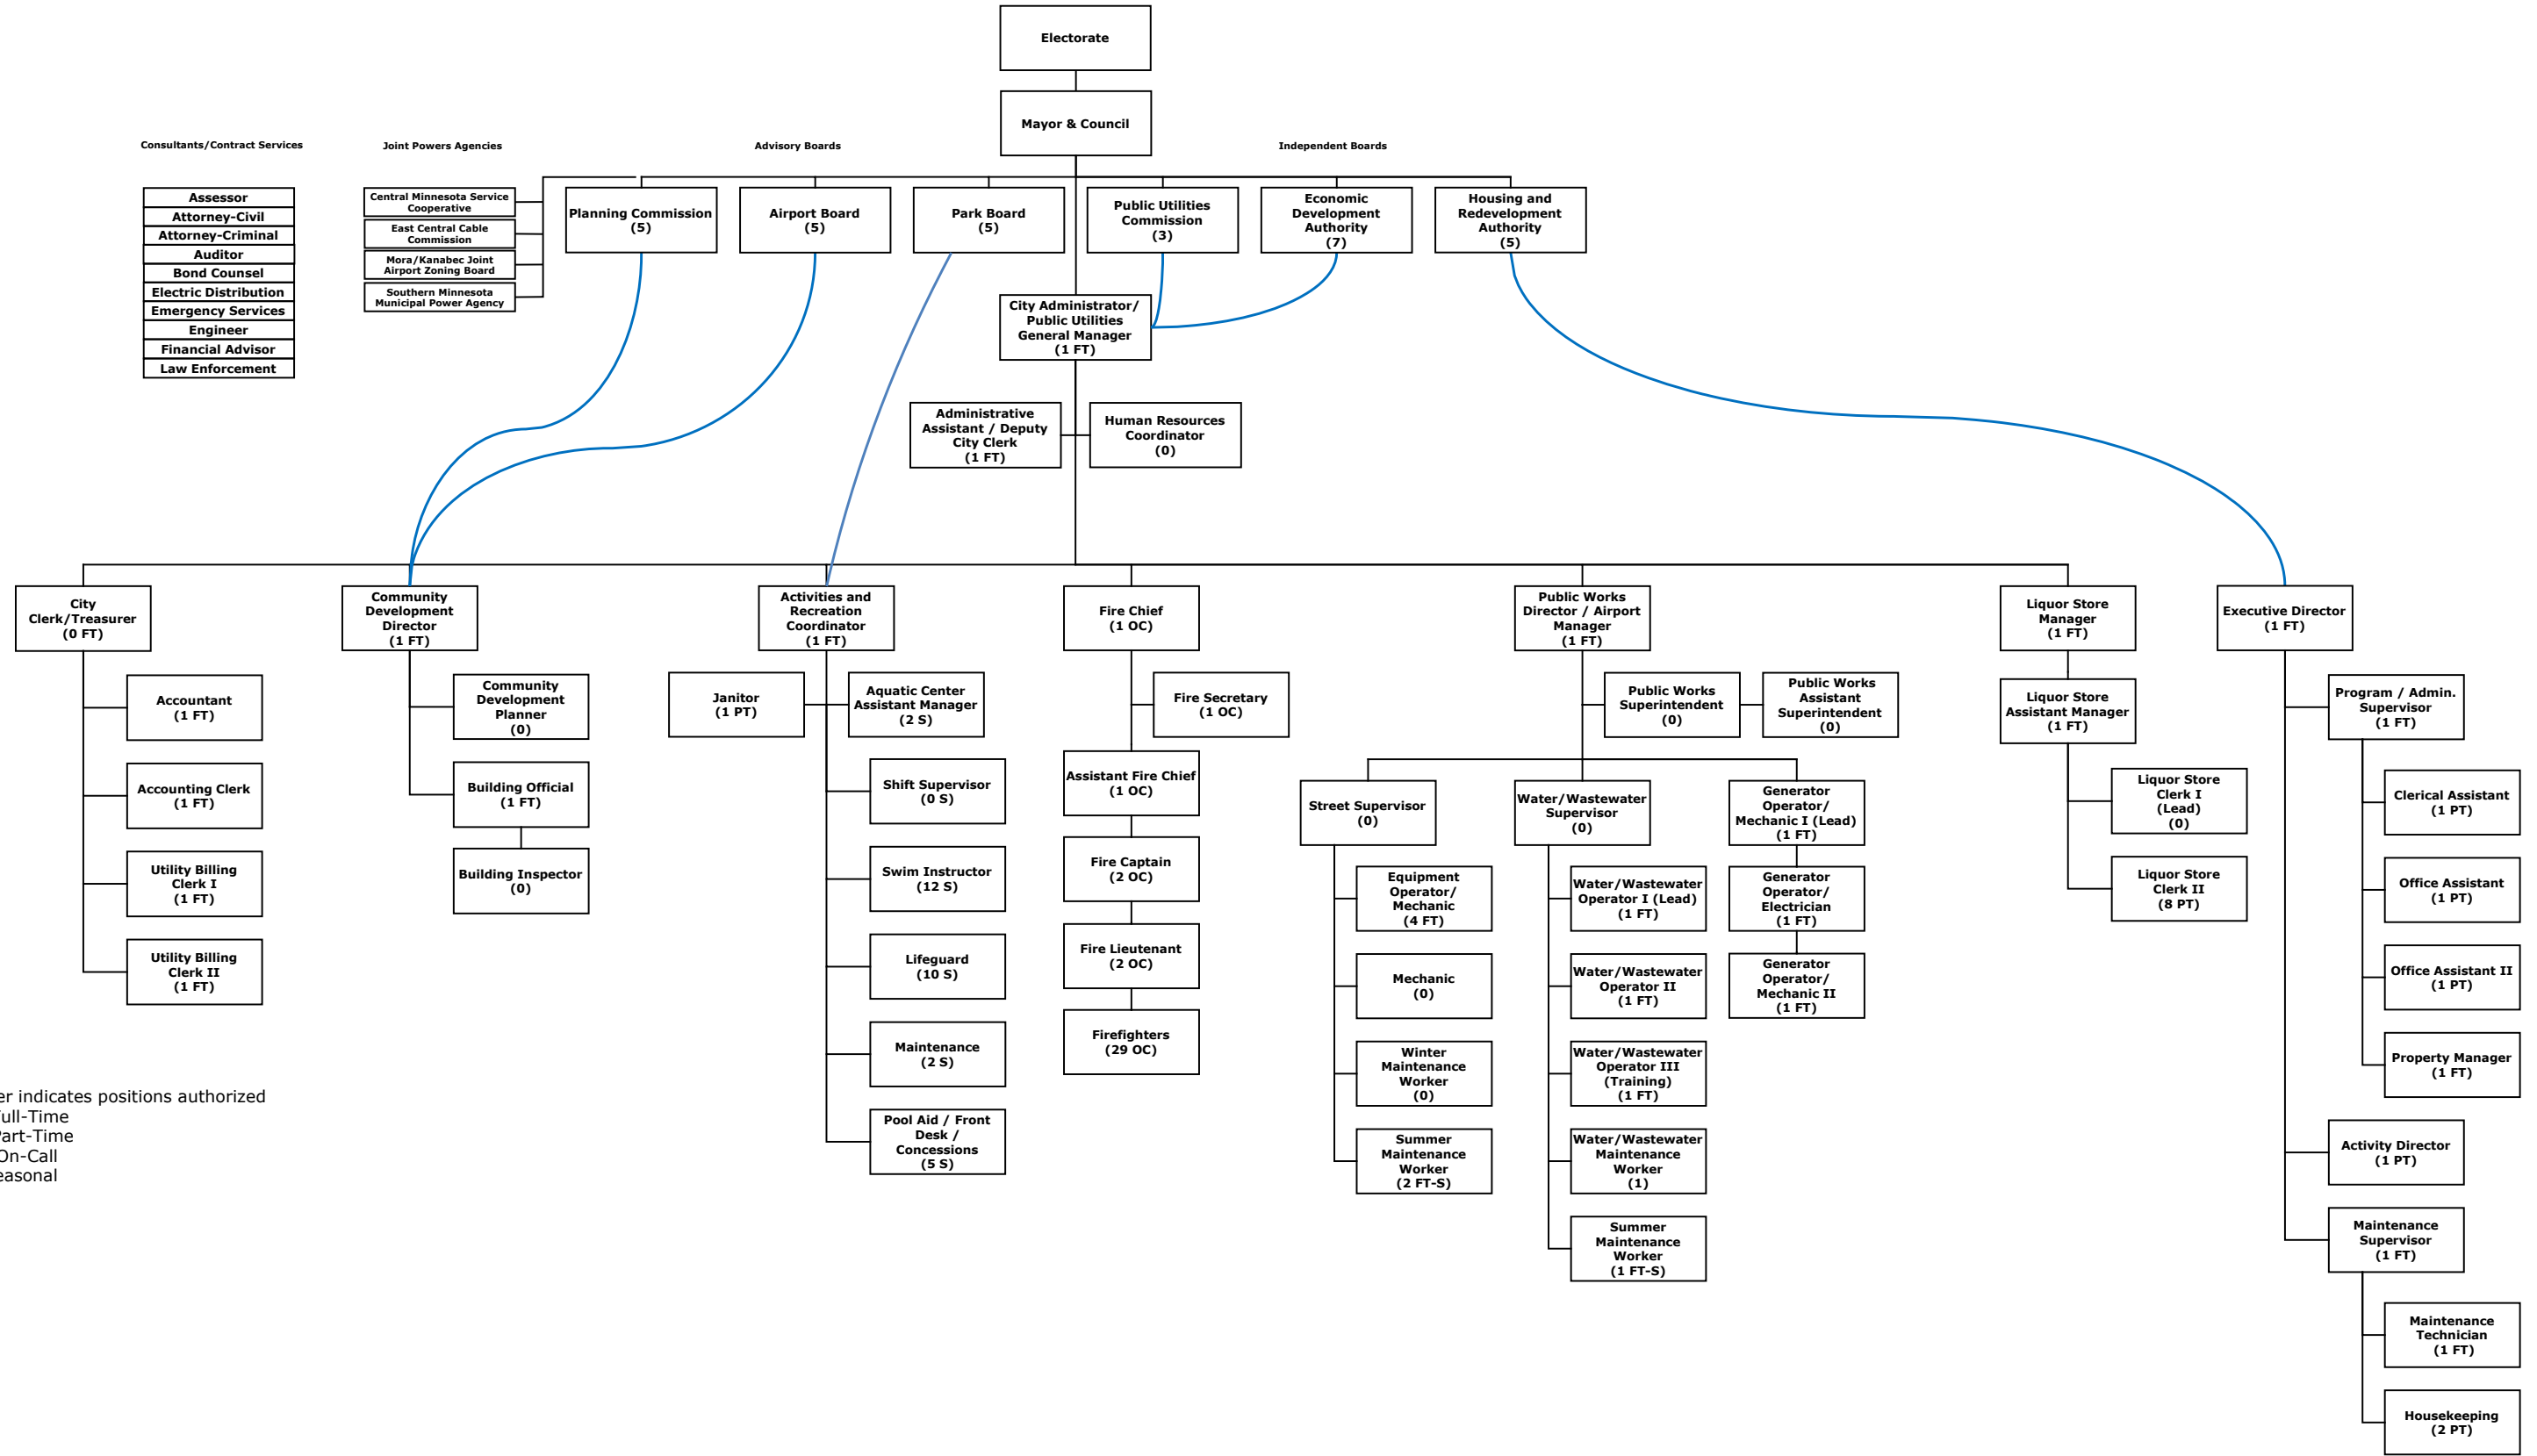 Electorate
Mayor & Council
Consultants/Contract Services
Joint Powers Agencies
Advisory Boards
Independent Boards
Assessor
Attorney-Civil
Attorney-Criminal
Auditor
Bond Counsel
Electric Distribution
Emergency Services
Engineer
Financial Advisor
Law Enforcement
Central Minnesota Service
Cooperative
East Central Cable
Commission
Mora/Kanabec Joint
Airport Zoning Board
Southern Minnesota
Municipal Power Agency
Planning Commission
(5)
Airport Board
(5)
Park Board
(5)
Public Utilities
Commission
(3)
Economic
Development
Authority
(7)
Housing and
Redevelopment
Authority
(5)
City Administrator/
Public Utilities
General Manager
(1 FT)
Administrative
Assistant / Deputy
City Clerk
(1 FT)
Human Resources
Coordinator
(0)
City
Clerk/Treasurer
(0 FT)
Accountant
(1 FT)
Accounting Clerk
(1 FT)
Utility Billing
Clerk I
(1 FT)
Utility Billing
Clerk II
(1 FT)
Community
Development
Director
(1 FT)
Community
Development
Planner
(0)
Building Official
(1 FT)
Building Inspector
(0)
Activities and
Recreation
Coordinator
(1 FT)
Janitor
(1 PT)
Aquatic Center
Assistant Manager
(2 S)
Shift Supervisor
(0 S)
Swim Instructor
(12 S)
Lifeguard
(10 S)
Maintenance
(2 S)
Pool Aid / Front
Desk /
Concessions
(5 S)
Fire Chief
(1 OC)
Fire Secretary
(1 OC)
Assistant Fire Chief
(1 OC)
Fire Captain
(2 OC)
Fire Lieutenant
(2 OC)
Firefighters
(29 OC)
Public Works
Director / Airport
Manager
(1 FT)
Public Works
Superintendent
(0)
Public Works
Assistant
Superintendent
(0)
Street Supervisor
(0)
Equipment
Operator/
Mechanic
(4 FT)
Mechanic
(0)
Winter
Maintenance
Worker
(0)
Summer
Maintenance
Worker
(2 FT-S)
Water/Wastewater
Supervisor
(0)
Water/Wastewater
Operator I (Lead)
(1 FT)
Water/Wastewater
Operator II
(1 FT)
Water/Wastewater
Operator III
(Training)
(1 FT)
Water/Wastewater
Maintenance
Worker
(1)
Summer
Maintenance
Worker
(1 FT-S)
Generator
Operator/
Mechanic I (Lead)
(1 FT)
Generator
Operator/
Electrician
(1 FT)
Generator
Operator/
Mechanic II
(1 FT)
Liquor Store
Manager
(1 FT)
Liquor Store
Assistant Manager
(1 FT)
Liquor Store
Clerk I
(Lead)
(0)
Liquor Store
Clerk II
(8 PT)
Executive Director
(1 FT)
Program / Admin.
Supervisor
(1 FT)
Clerical Assistant
(1 PT)
Office Assistant
(1 PT)
Office Assistant II
(1 PT)
Property Manager
(1 FT)
Activity Director
(1 PT)
Maintenance
Supervisor
(1 FT)
Maintenance
Technician
(1 FT)
Housekeeping
(2 PT)
indicates positions authorized
Full-Time
Part-Time
On-Call